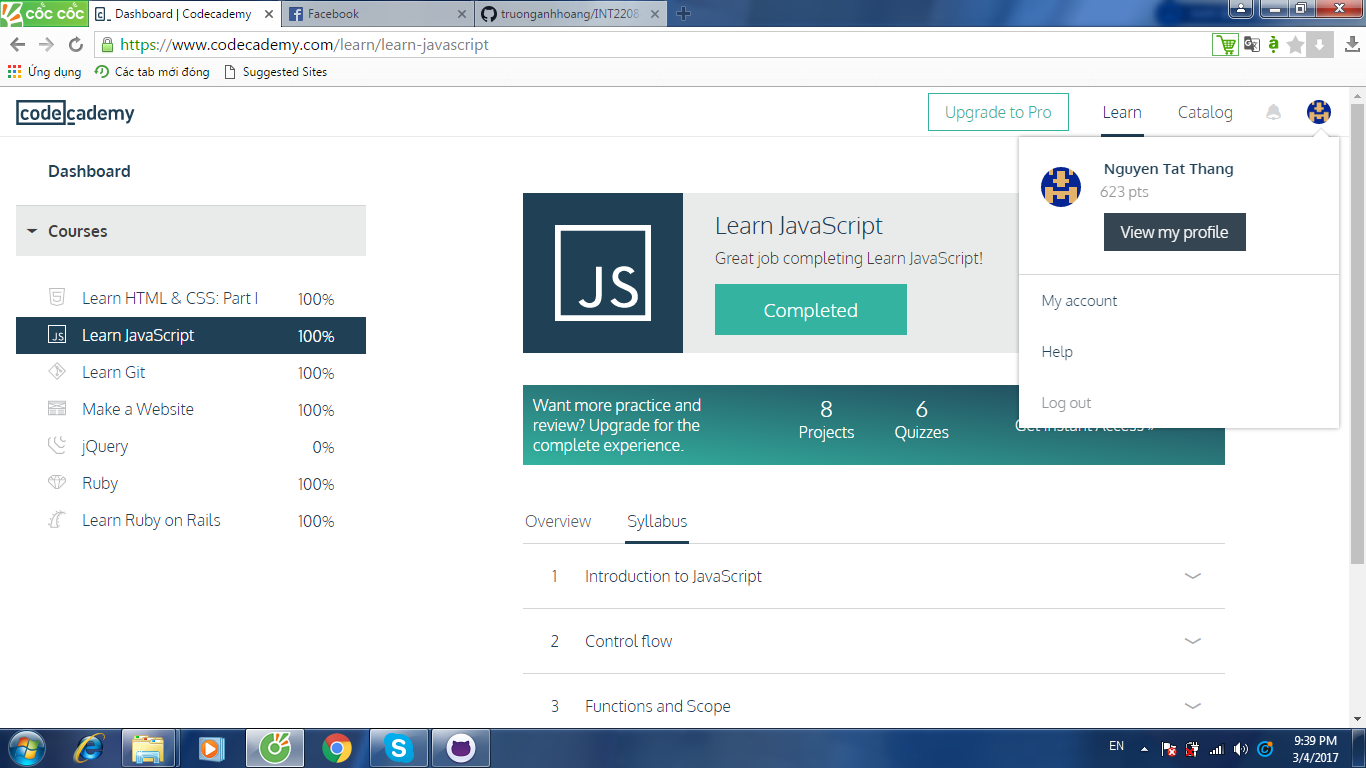 CỐC CỐC
Dashboard | Codecademy
Facebook
truonganhhoang/INT2208
https://www.codecademy.com/learn/learn-javascript
Ứng dụng
Các tab mới đóng
Suggested Sites
codecademy
Upgrade to Pro
Learn
Catalog
Dashboard
Nguyen Tat Thang
623 pts
View my profile
My account
Help
Log out
Courses
Learn HTML & CSS: Part I 100%
JS Learn JavaScript 100%
Learn Git 100%
Make a Website 100%
jQuery 0%
Ruby 100%
Learn Ruby on Rails 100%
JS
Learn JavaScript
Great job completing Learn JavaScript!
Completed
Want more practice and
review? Upgrade for the
complete experience.
8
Projects
6
Quizzes
Get Instant Access »
Overview
Syllabus
1 Introduction to JavaScript
2 Control flow
3 Functions and Scope
EN
9:39 PM
3/4/2017